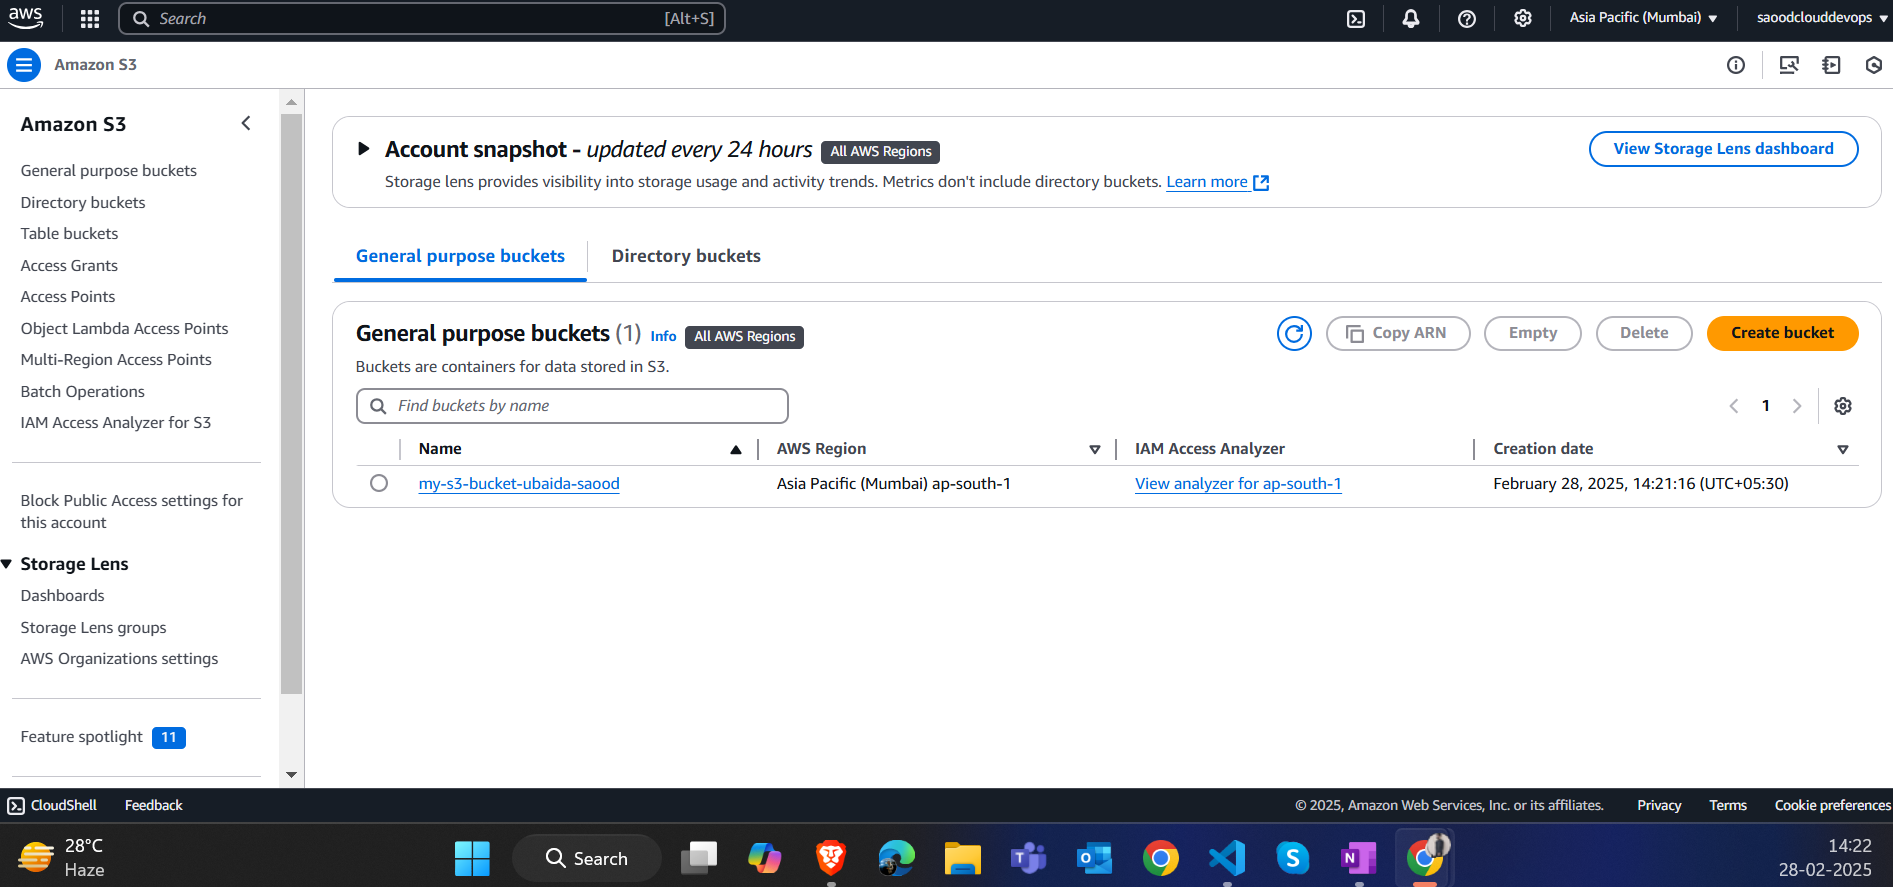 aws
Search [Alt+S]
Asia Pacific (Mumbai) saoodclouddevops
Amazon S3
Amazon S3
General purpose buckets
Directory buckets
Table buckets
Access Grants
Access Points
Object Lambda Access Points
Multi-Region Access Points
Batch Operations
IAM Access Analyzer for S3
Block Public Access settings for
this account
Storage Lens
Dashboards
Storage Lens groups
AWS Organizations settings
Feature spotlight 11
Account snapshot - updated every 24 hours All AWS Regions
View Storage Lens dashboard
Storage lens provides visibility into storage usage and activity trends. Metrics don't include directory buckets. Learn more
General purpose buckets Directory buckets
General purpose buckets (1) Info All AWS Regions
Copy ARN Empty Delete Create bucket
Buckets are containers for data stored in S3.
Find buckets by name
1
Name AWS Region IAM Access Analyzer Creation date
my-s3-bucket-ubaida-saood Asia Pacific (Mumbai) ap-south-1 View analyzer for ap-south-1 February 28, 2025, 14:21:16 (UTC+05:30)
CloudShell Feedback © 2025, Amazon Web Services, Inc. or its affiliates. Privacy Terms Cookie preferences
28°C
Haze
Search
14:22
28-02-2025